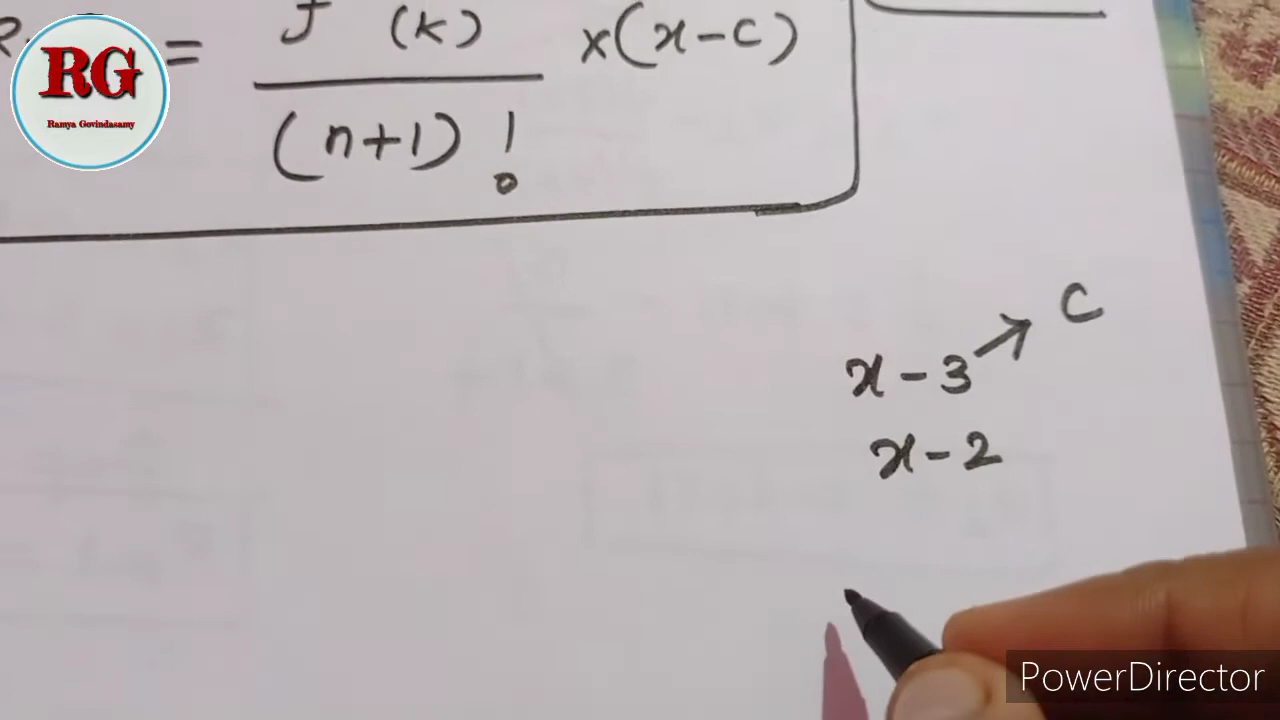 RG
Ramya Govindasamy
= f (k) x(x-c)
(n+1)!
c
x-3
x-2
PowerDirector